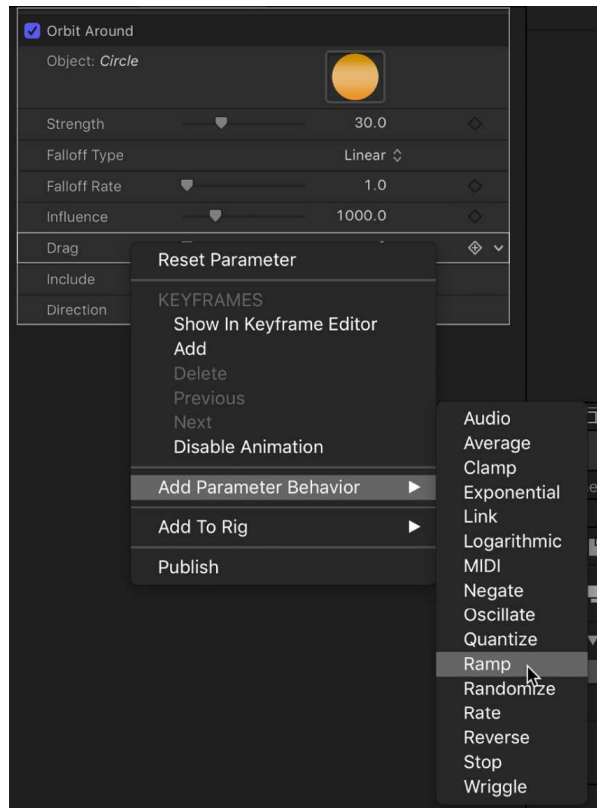 Orbit Around
Object: Circle
Strength 30.0
Falloff Type Linear
Falloff Rate 1.0
Influence 1000.0
Drag
Include
Direction
Reset Parameter
KEYFRAMES
Show In Keyframe Editor
Add
Delete
Previous
Next
Disable Animation
Add Parameter Behavior
Add To Rig
Publish
Audio
Average
Clamp
Exponential
Link
Logarithmic
MIDI
Negate
Oscillate
Quantize
Ramp
Randomize
Rate
Reverse
Stop
Wriggle